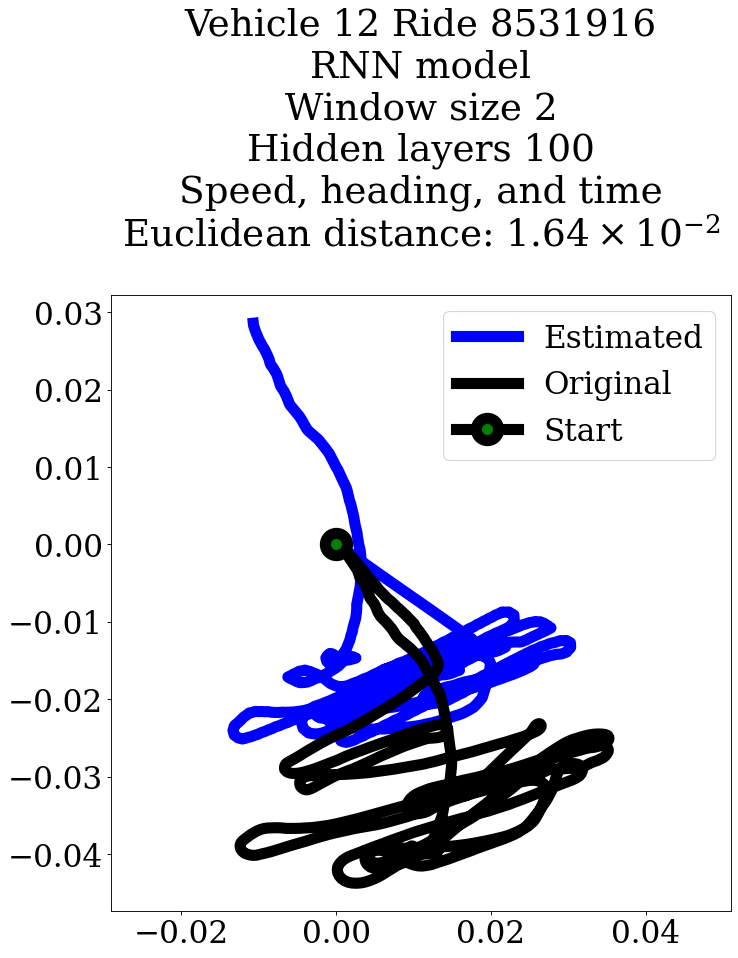 Vehicle 12 Ride 8531916
RNN model
Window size 2
Hidden layers 100
Speed, heading, and time
Euclidean distance: 1.64 × 10⁻²
Estimated
Original
Start
0.03
0.02
0.01
0.00
−0.01
−0.02
−0.03
−0.04
−0.02 0.00 0.02 0.04